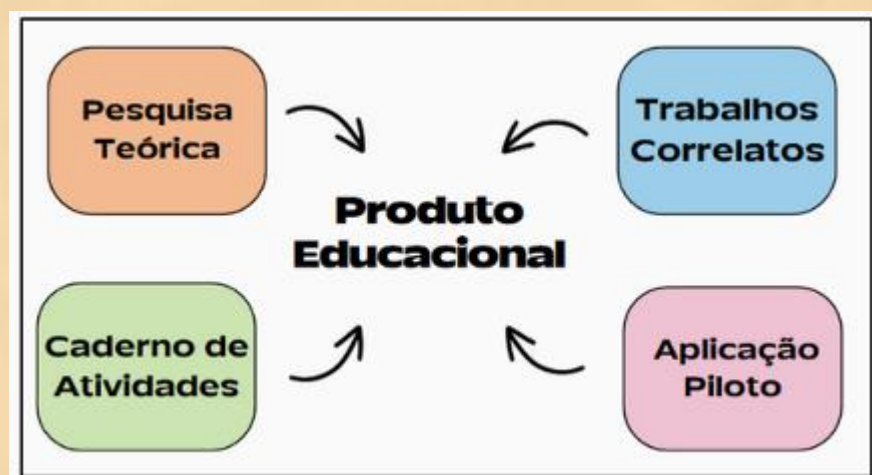 Pesquisa
Teórica
Trabalhos
Correlatos
Produto
Educacional
Caderno de
Atividades
Aplicação
Piloto